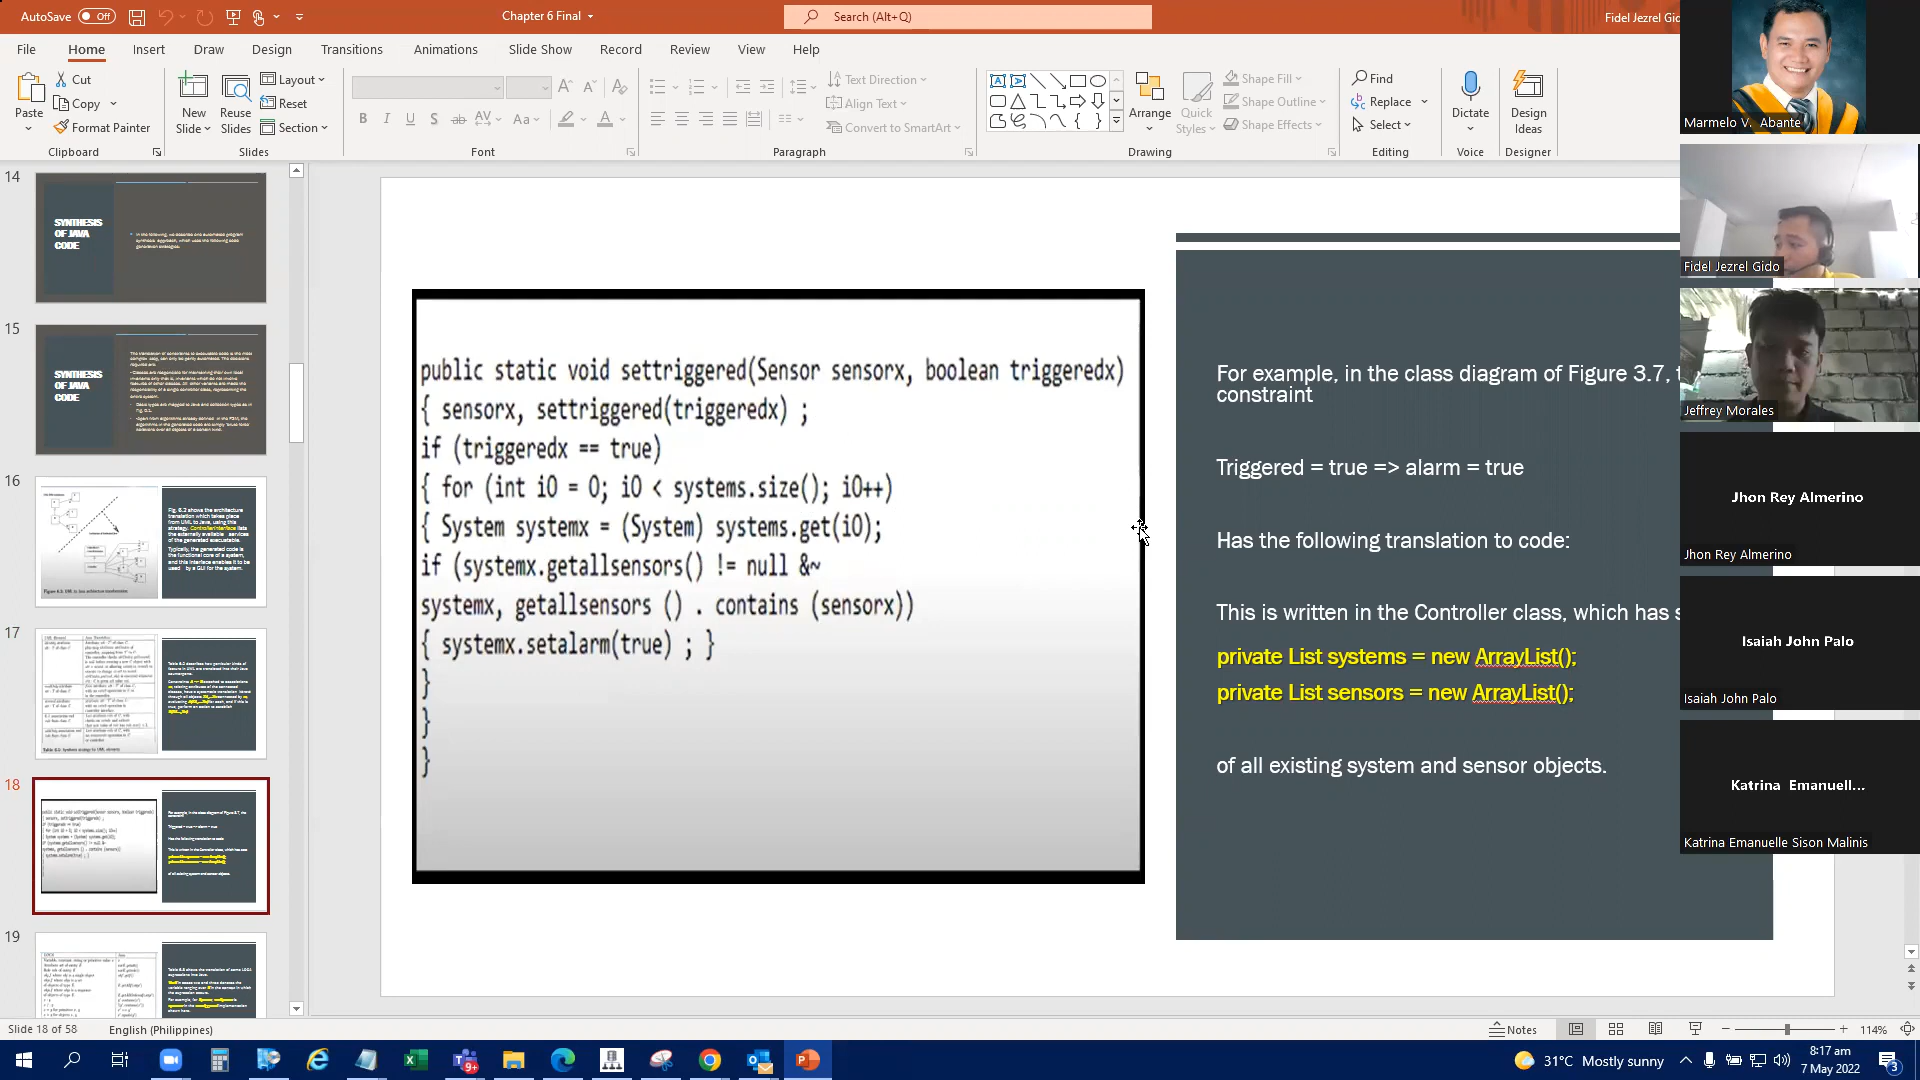 AutoSave Off
Chapter 6 Final
Search (Alt+Q)
Fidel Jezrel Gid
File Home Insert Draw Design Transitions Animations Slide Show Record Review View Help
Paste
Cut
Copy
Format Painter
Clipboard
New Slide
Reuse Slides
Layout
Reset
Section
Slides
Font
Text Direction
Align Text
Convert to SmartArt
Paragraph
Arrange
Quick Styles
Shape Fill
Shape Outline
Shape Effects
Drawing
Find
Replace
Select
Editing
Dictate
Voice
Design Ideas
Designer
14
SYNTHESIS
OF JAVA
CODE
15
SYNTHESIS
OF JAVA
CODE
16
17
18
19
public static void settriggered(Sensor sensorx, boolean triggeredx)
{ sensorx, settriggered(triggeredx) ;
if (triggeredx == true)
{ for (int i0 = 0; i0 < systems.size(); i0++)
{ System systemx = (System) systems.get(i0);
if (systemx.getallsensors() != null &~
systemx, getallsensors () . contains (sensorx))
{ systemx.setalarm(true) ; }
}
}
}
For example, in the class diagram of Figure 3.7, t
constraint
Triggered = true => alarm = true
Has the following translation to code:
This is written in the Controller class, which has s
private List systems = new ArrayList();
private List sensors = new ArrayList();
of all existing system and sensor objects.
Marmelo V. Abante
Fidel Jezrel Gido
Jeffrey Morales
Jhon Rey Almerino
Jhon Rey Almerino
Isaiah John Palo
Isaiah John Palo
Katrina Emanuell...
Katrina Emanuelle Sison Malinis
Slide 18 of 58
English (Philippines)
Notes
114%
9+
31°C Mostly sunny
8:17 am
7 May 2022
3